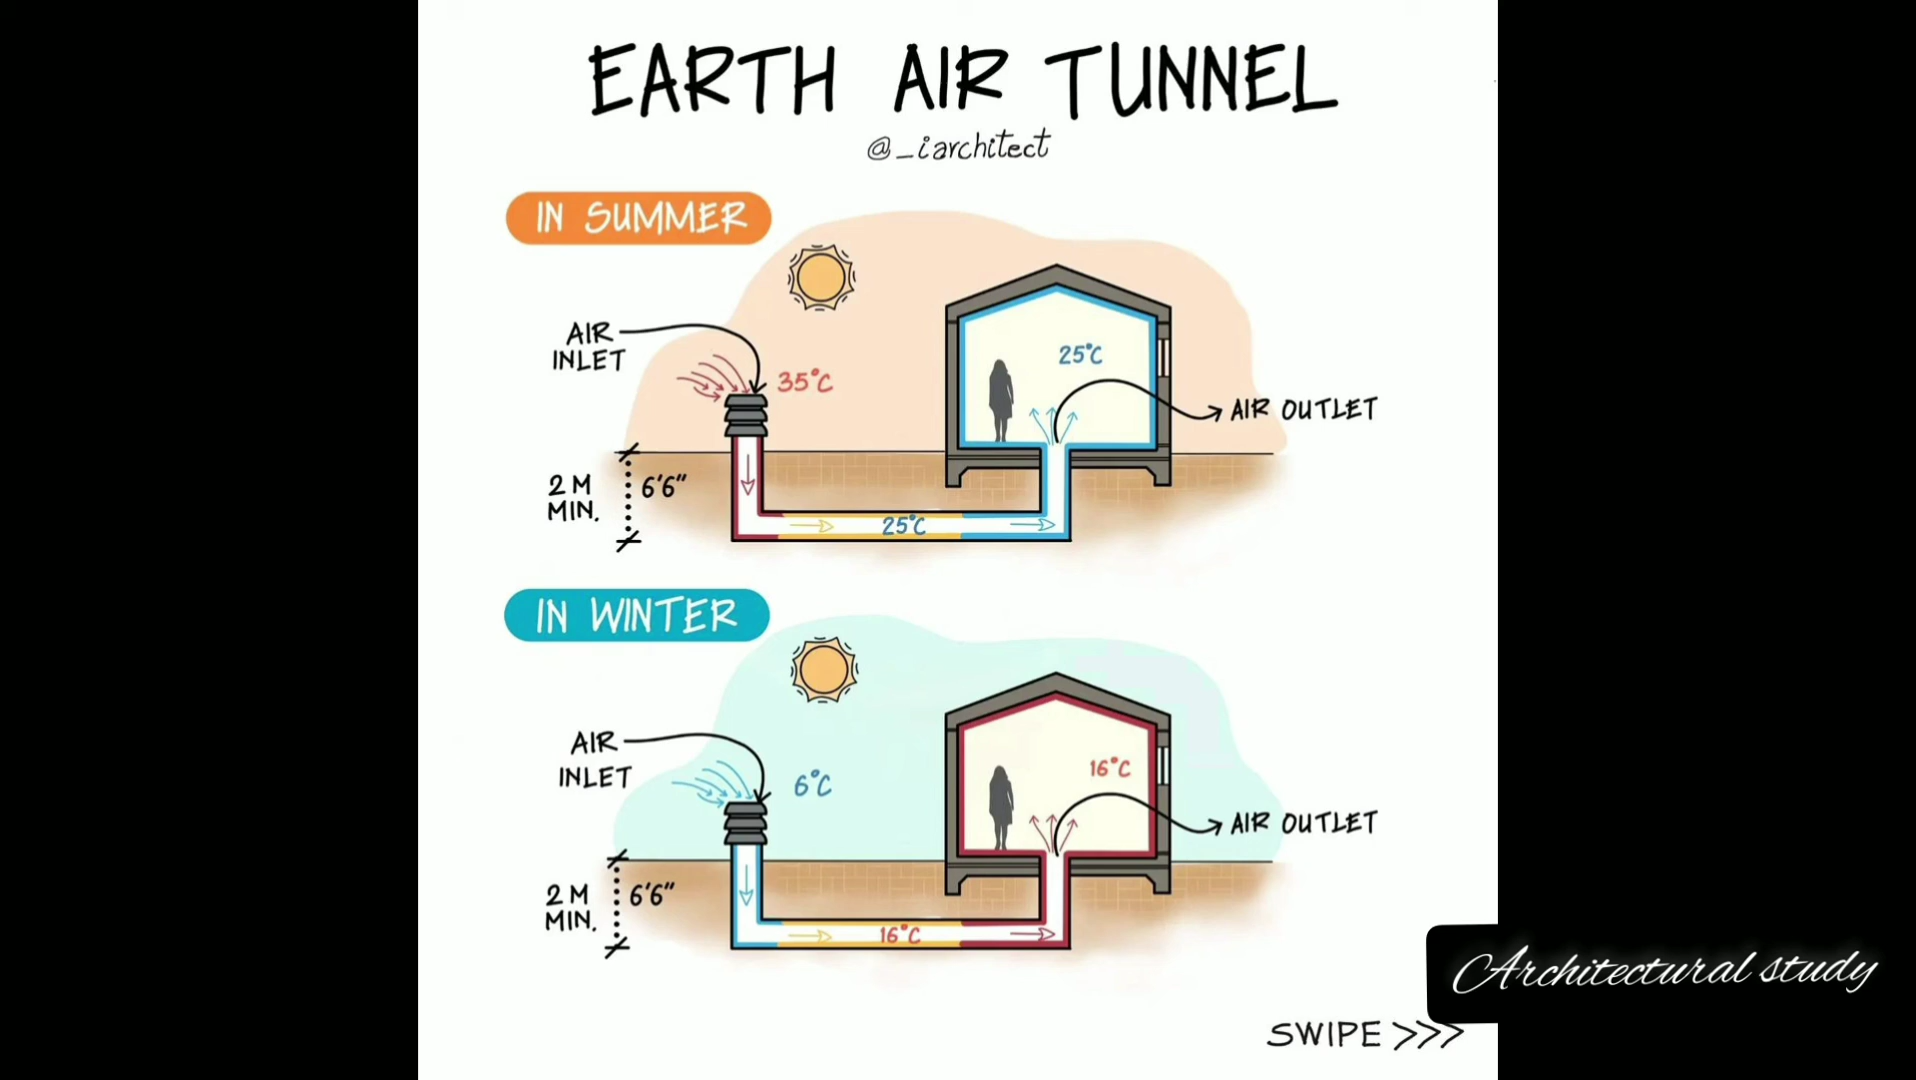 EARTH AIR TUNNEL
@_iarchitect
IN SUMMER
AIR
INLET
35°C
25°C
AIR OUTLET
2 M
MIN.
6'6"
25°C
IN WINTER
AIR
INLET
6°C
16°C
AIR OUTLET
2 M
MIN.
6'6"
16°C
Architectural study
SWIPE >>>